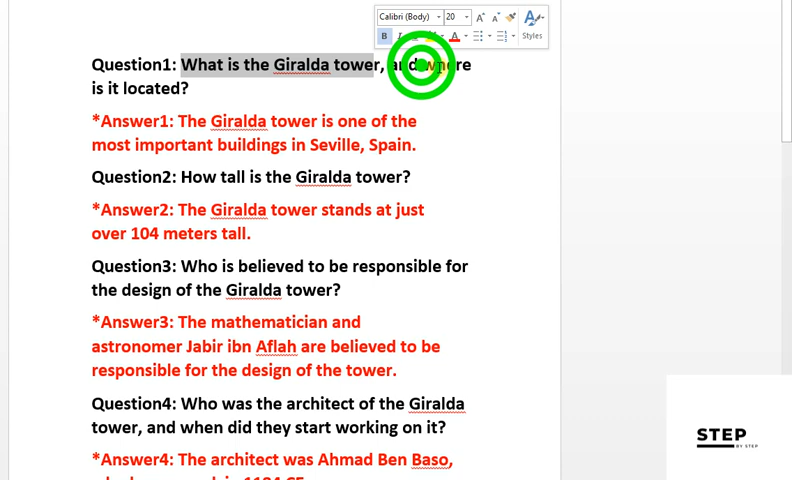 Calibri (Body) 20
B I Styles
Question1: What is the Giralda tower, and where
is it located?
*Answer1: The Giralda tower is one of the
most important buildings in Seville, Spain.
Question2: How tall is the Giralda tower?
*Answer2: The Giralda tower stands at just
over 104 meters tall.
Question3: Who is believed to be responsible for
the design of the Giralda tower?
*Answer3: The mathematician and
astronomer Jabir ibn Aflah are believed to be
responsible for the design of the tower.
Question4: Who was the architect of the Giralda
tower, and when did they start working on it?
*Answer4: The architect was Ahmad Ben Baso,
STEP
BY STEP